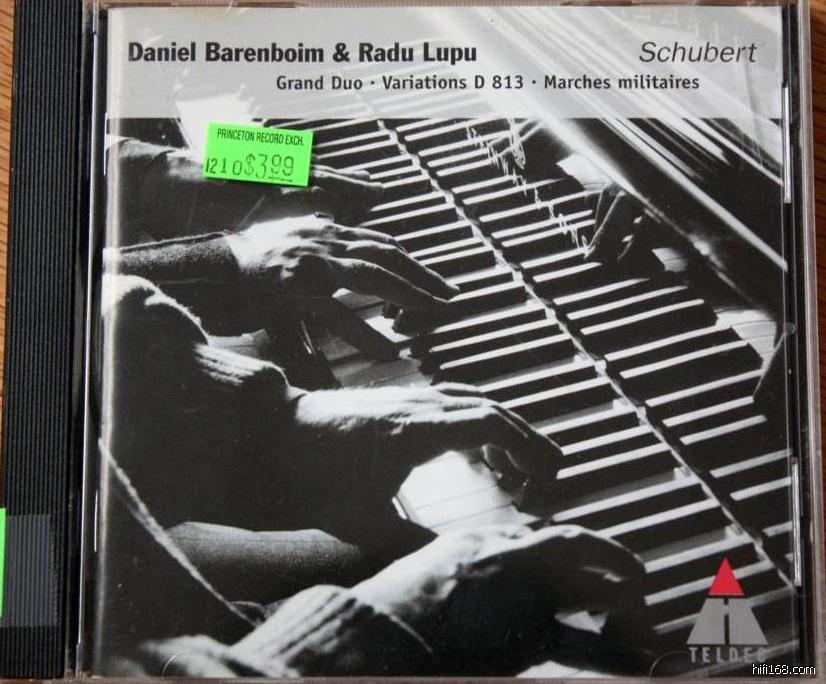 Daniel Barenboim & Radu Lupu
Schubert
Grand Duo · Variations D 813 · Marches militaires
PRINCETON RECORD EXCH.
1210$3.99
TELDEC
hifi168.com